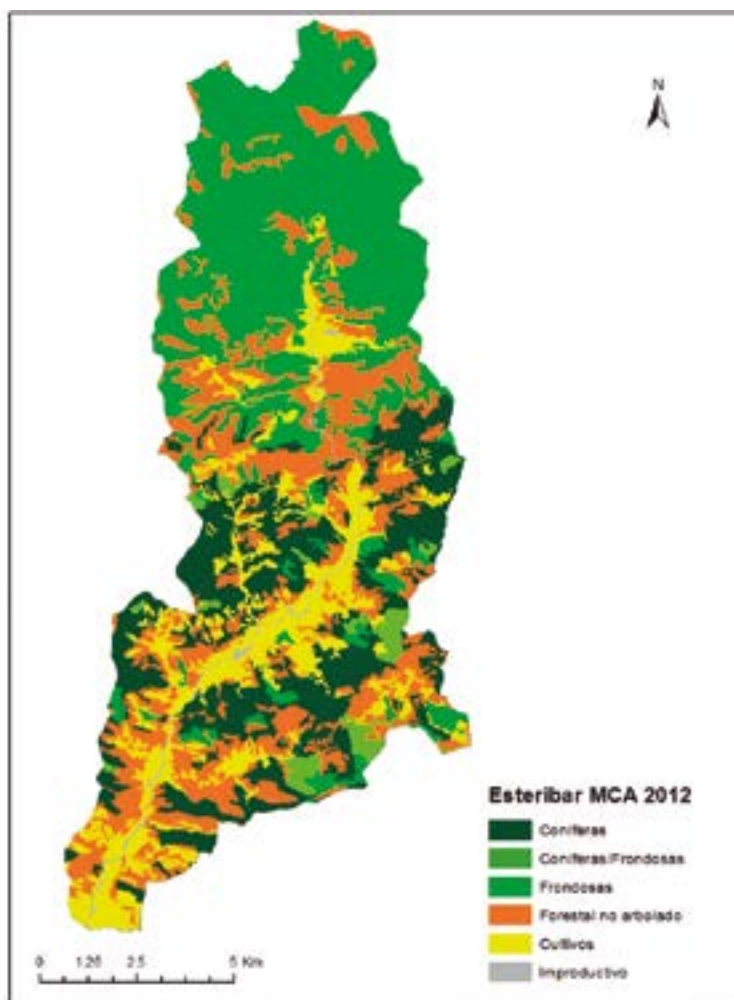 N
Esteribar MCA 2012
Coníferas
Coníferas/Frondosas
Frondosas
Forestal no arbolado
Cultivos
Improductivo
0 1.25 2.5 5 Km